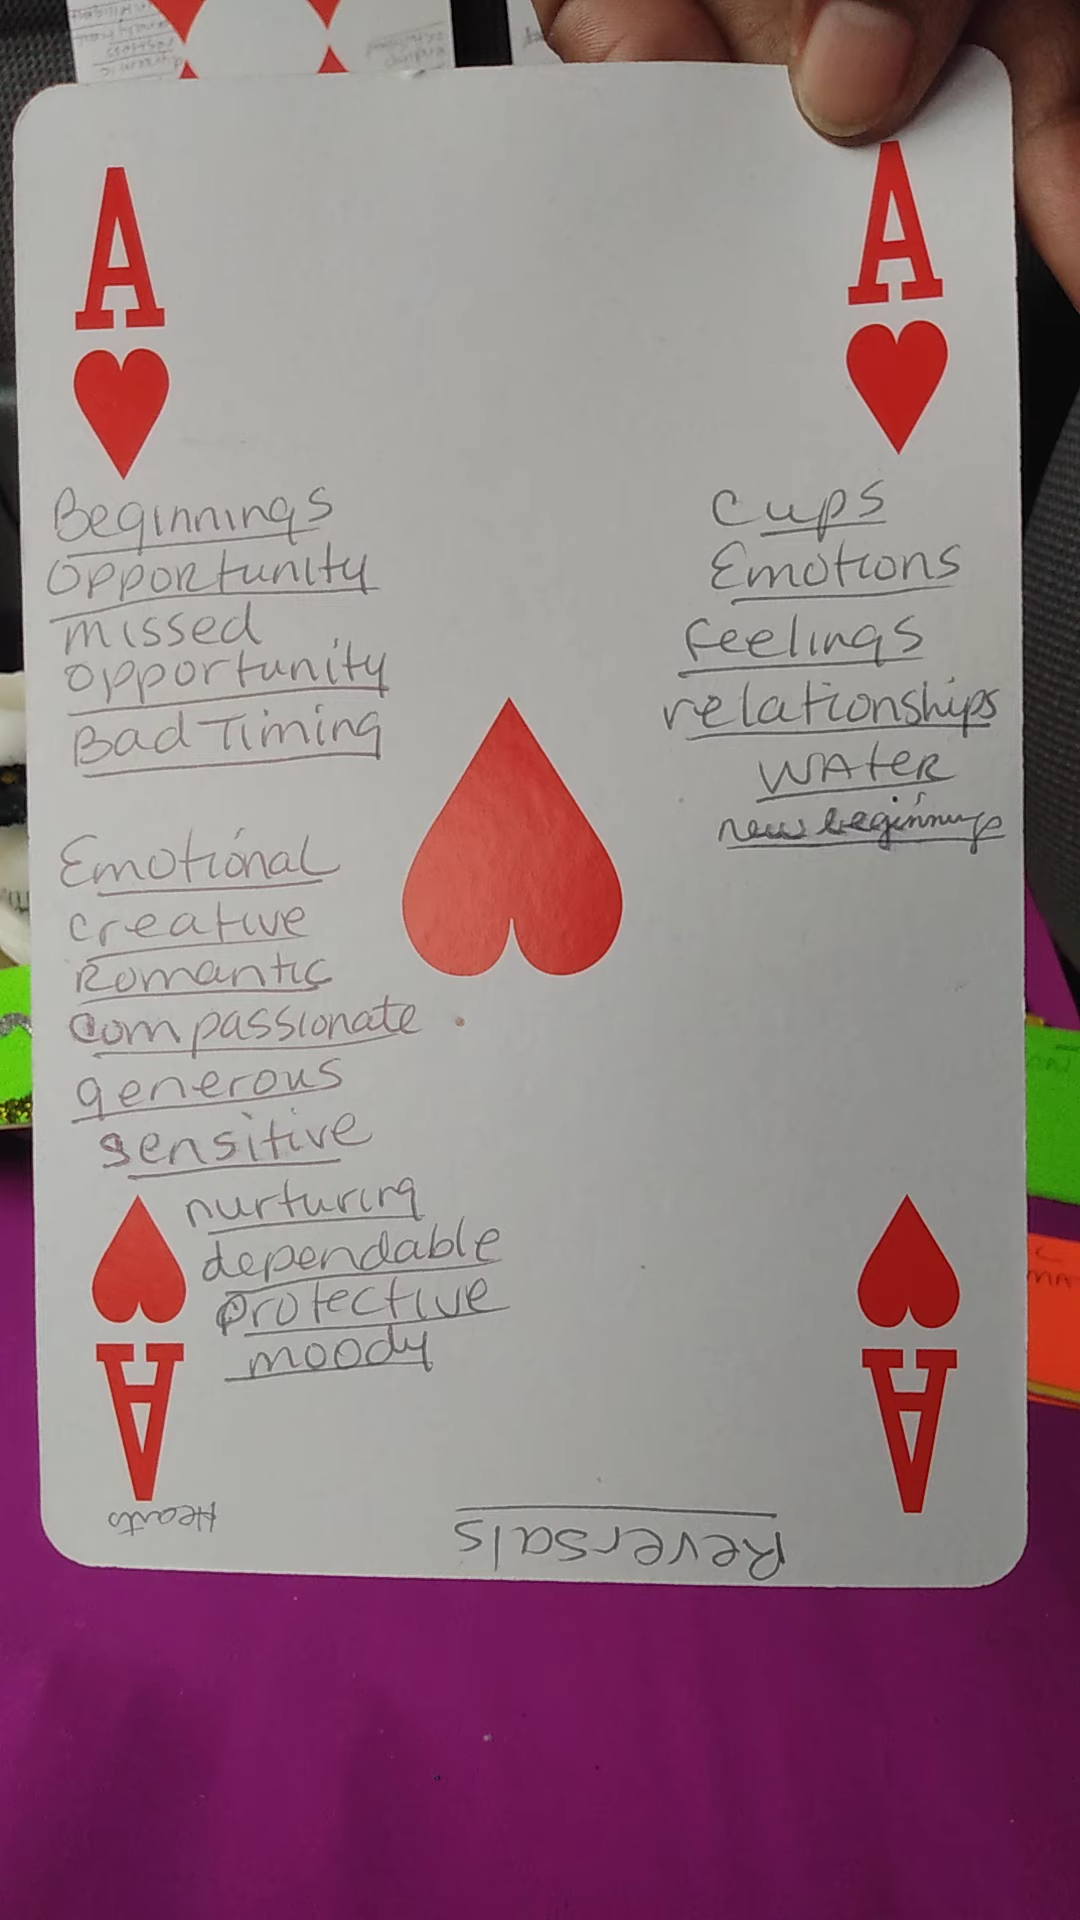 A
A
Beginnings
Opportunity
missed
opportunity
Bad Timing
Emotional
creative
Romantic
compassionate
generous
sensitive
nurturing
dependable
protective
moody
Cups
Emotions
Feelings
relationships
WAteR
new beginnings
A
A
Hearts
Reversals